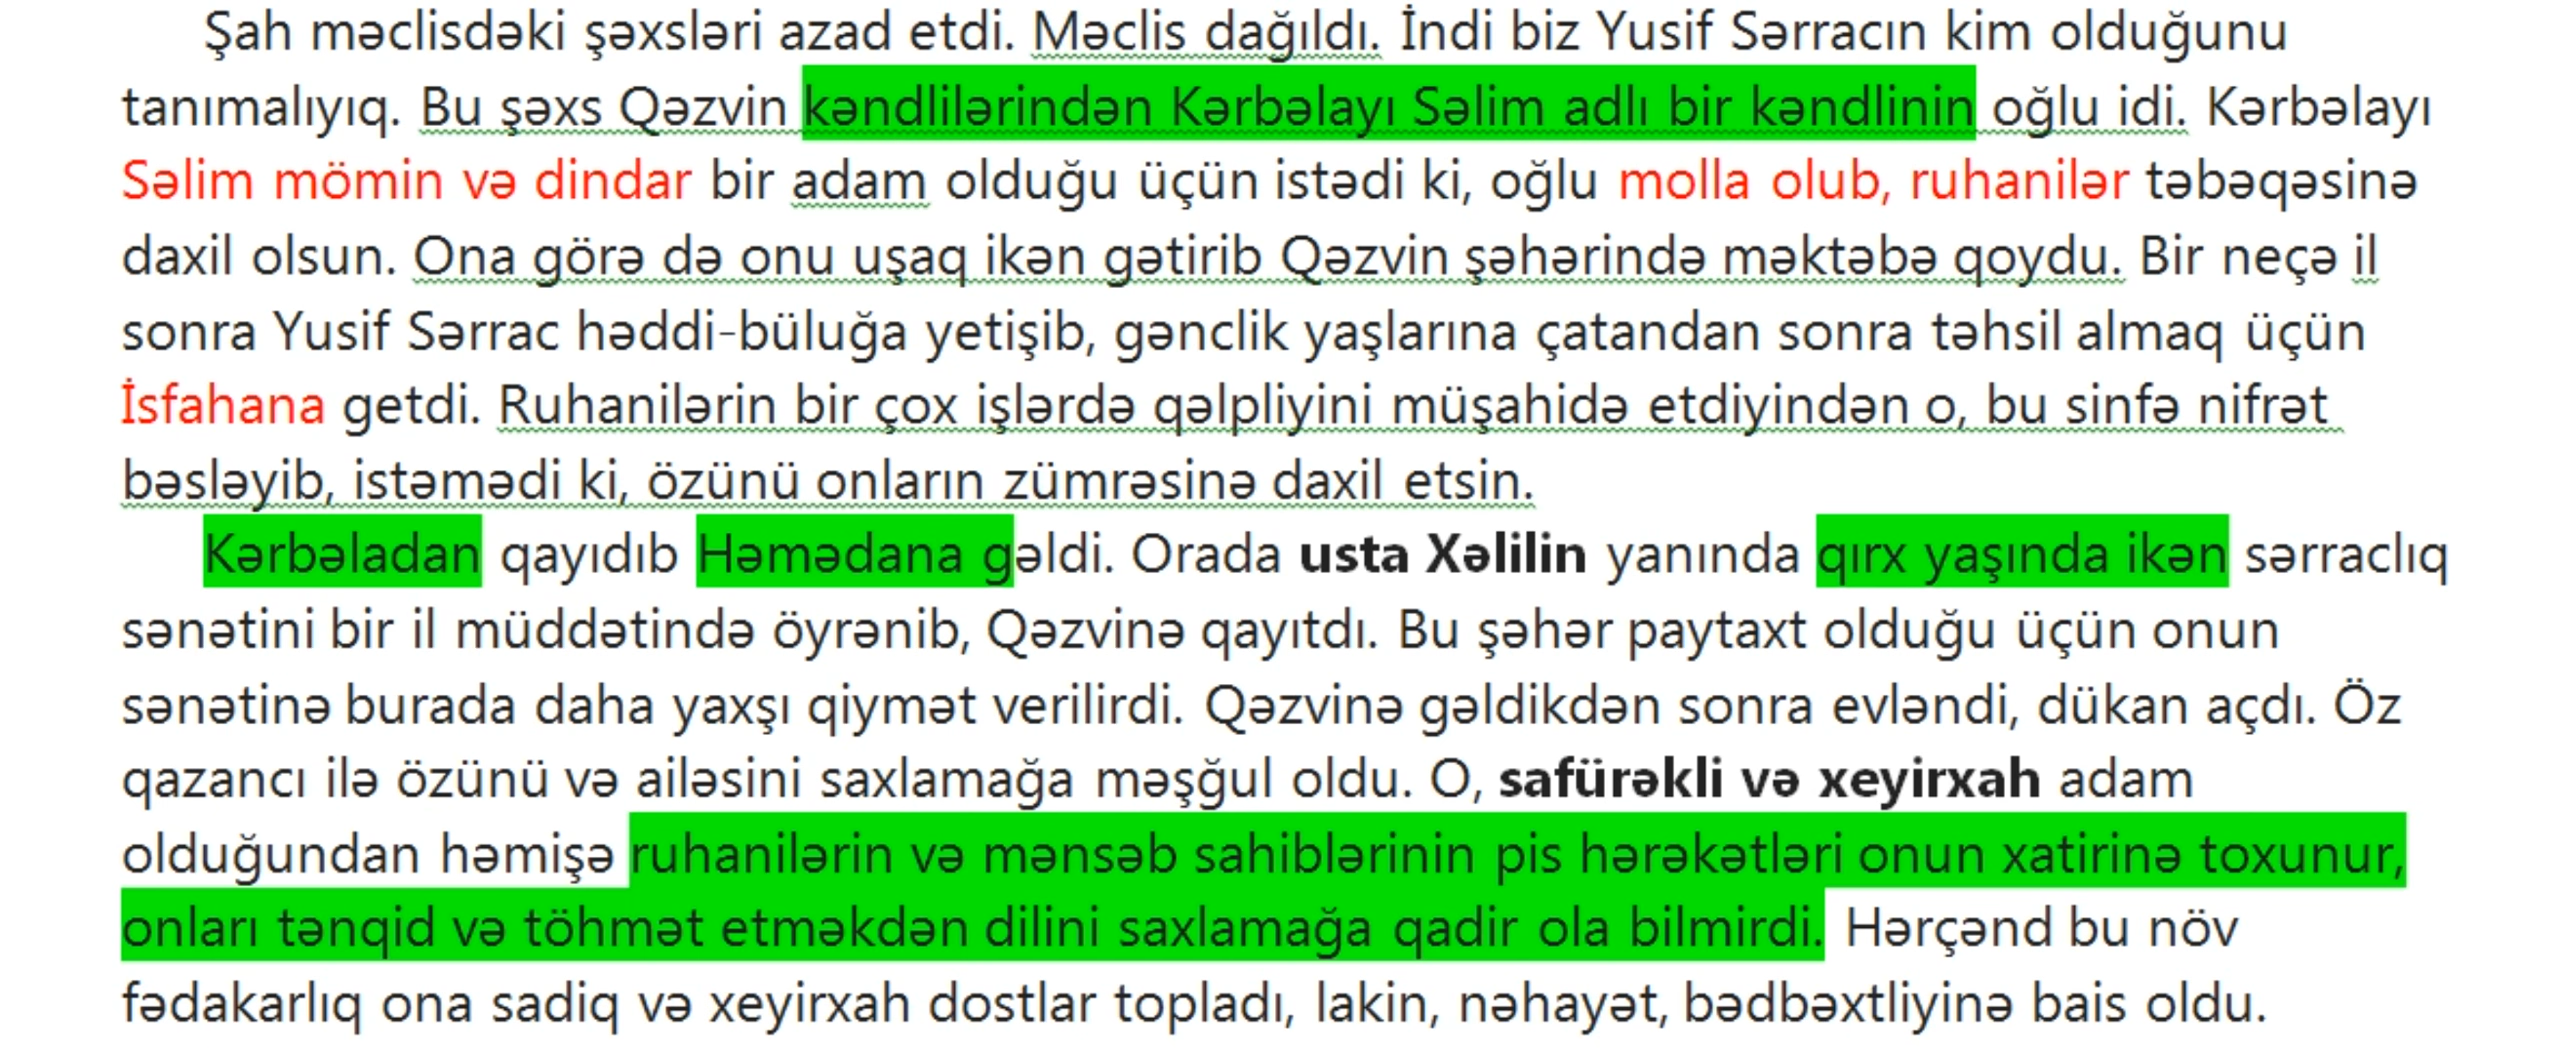 Şah məclisdəki şəxsləri azad etdi. Məclis dağıldı. İndi biz Yusif Sərracın kim olduğunu
tanımalıyıq. Bu şəxs Qəzvin kəndlilərindən Kərbəlayı Səlim adlı bir kəndlinin oğlu idi. Kərbəlayı
Səlim mömin və dindar bir adam olduğu üçün istədi ki, oğlu molla olub, ruhanilər təbəqəsinə
daxil olsun. Ona görə də onu uşaq ikən gətirib Qəzvin şəhərində məktəbə qoydu. Bir neçə il
sonra Yusif Sərrac həddi-büluğa yetişib, gənclik yaşlarına çatandan sonra təhsil almaq üçün
İsfahana getdi. Ruhanilərin bir çox işlərdə qəlpliyini müşahidə etdiyindən o, bu sinfə nifrət
bəsləyib, istəmədi ki, özünü onların zümrəsinə daxil etsin.
Kərbəladan qayıdıb Həmədana gəldi. Orada usta Xəlilin yanında qırx yaşında ikən sərraclıq
sənətini bir il müddətində öyrənib, Qəzvinə qayıtdı. Bu şəhər paytaxt olduğu üçün onun
sənətinə burada daha yaxşı qiymət verilirdi. Qəzvinə gəldikdən sonra evləndi, dükan açdı. Öz
qazancı ilə özünü və ailəsini saxlamağa məşğul oldu. O, safürəkli və xeyirxah adam
olduğundan həmişə ruhanilərin və mənsəb sahiblərinin pis hərəkətləri onun xatirinə toxunur,
onları tənqid və töhmət etməkdən dilini saxlamağa qadir ola bilmirdi. Hərçənd bu növ
fədakarlıq ona sadiq və xeyirxah dostlar topladı, lakin, nəhayət, bədbəxtliyinə bais oldu.